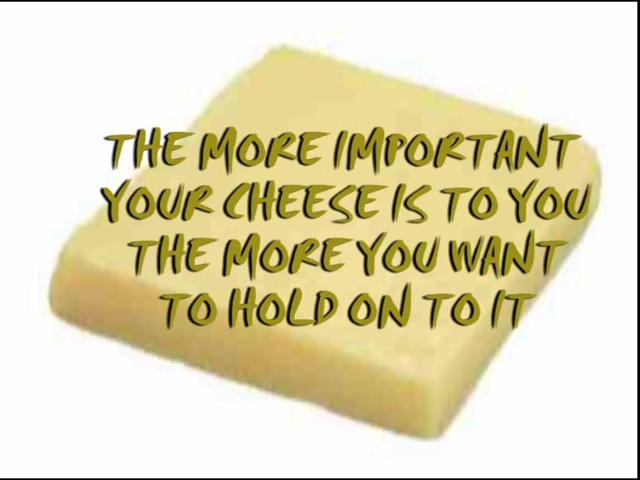 THE MORE IMPORTANT
YOUR CHEESE IS TO YOU
THE MORE YOU WANT
TO HOLD ON TO IT